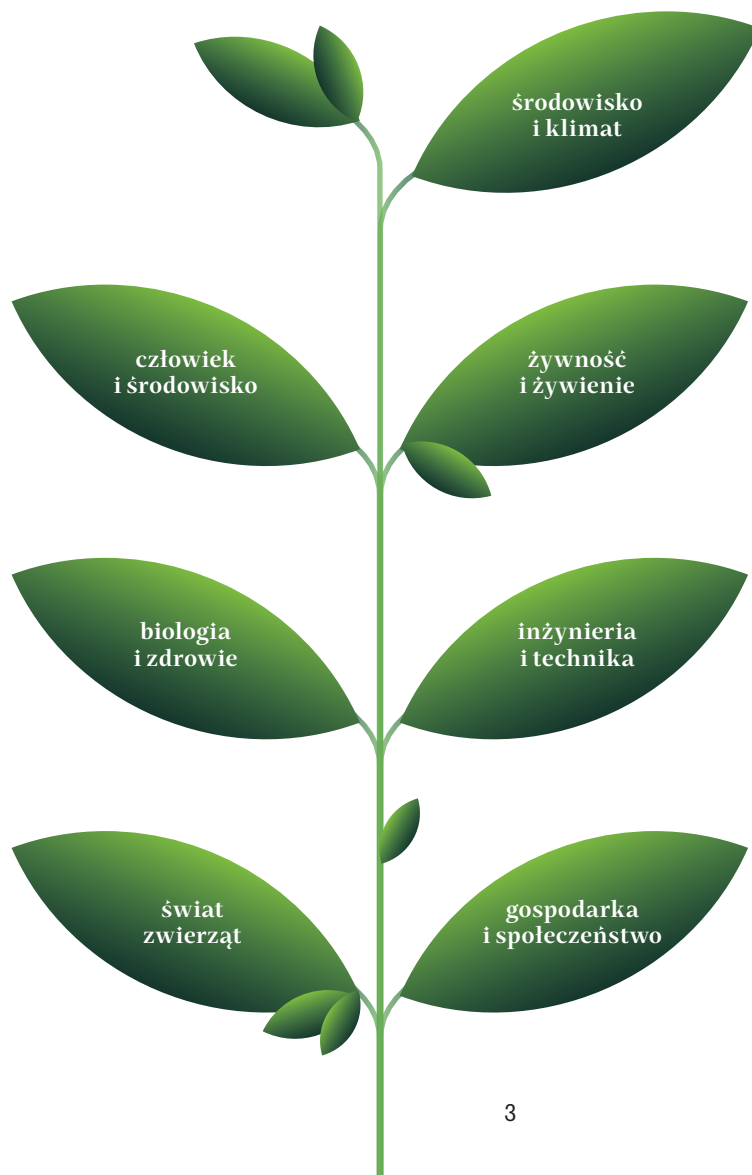 środowisko
i klimat
człowiek
i środowisko
żywność
i żywienie
biologia
i zdrowie
inżynieria
i technika
świat
zwierząt
gospodarka
i społeczeństwo
3